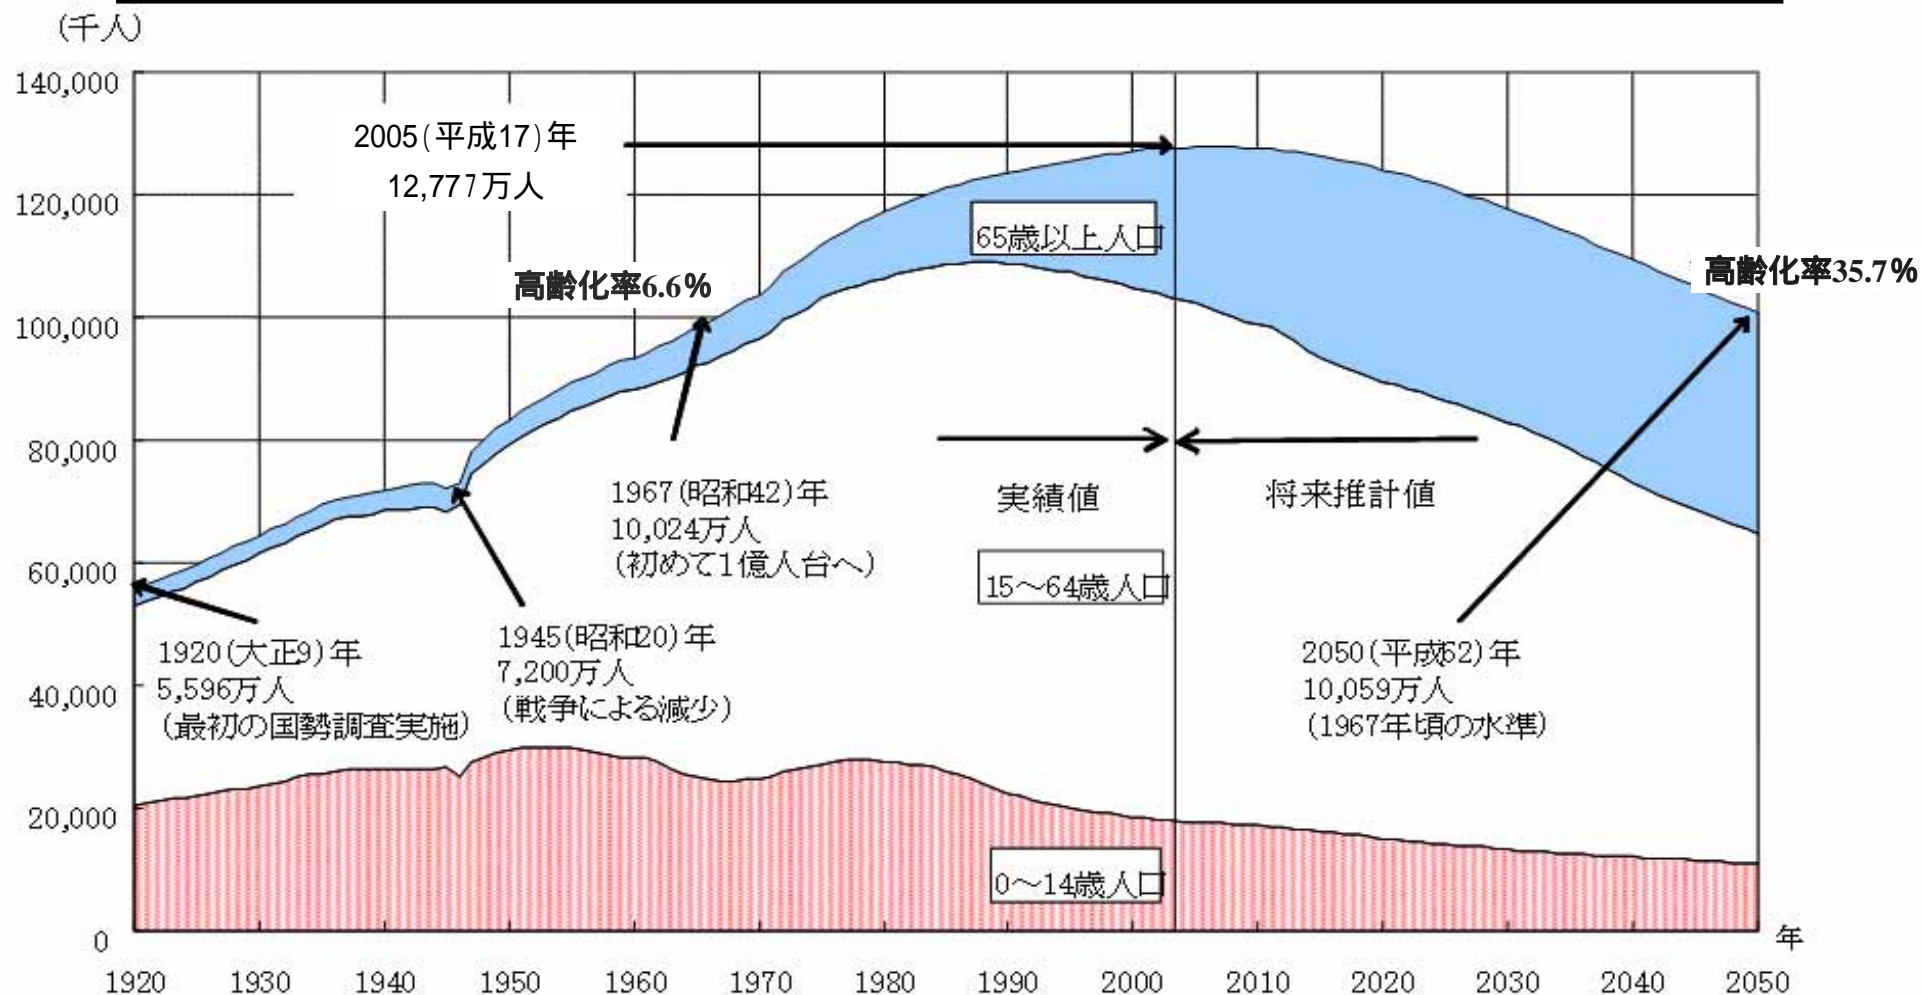 (千人)
140,000
120,000
100,000
80,000
60,000
40,000
20,000
0
2005(平成17)年
12,777万人
65歳以上人口
高齢化率6.6%
高齢化率35.7%
1967(昭和42)年
10,024万人
(初めて1億人台へ)
実績値
将来推計値
15～64歳人口
1920(大正9)年
5,596万人
(最初の国勢調査実施)
1945(昭和20)年
7,200万人
(戦争による減少)
2050(平成62)年
10,059万人
(1967年頃の水準)
0～14歳人口
年
1920 1930 1940 1950 1960 1970 1980 1990 2000 2010 2020 2030 2040 2050